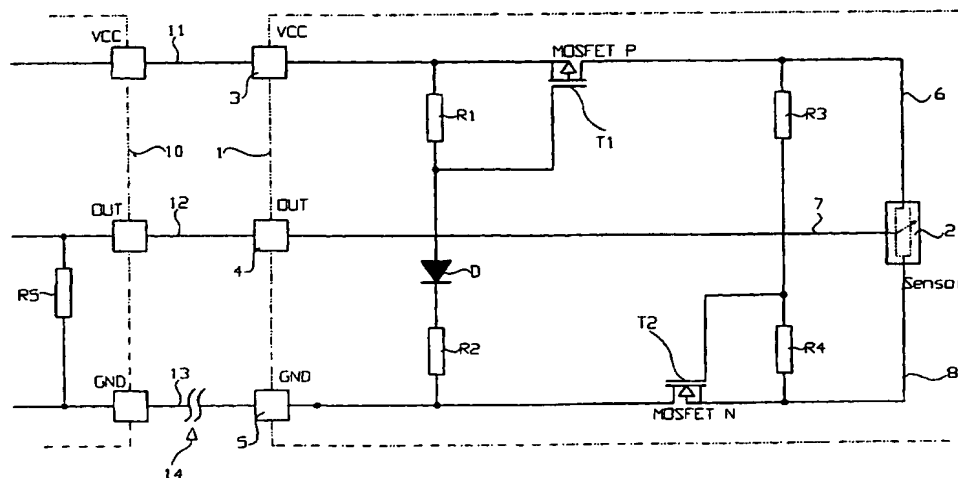 VCC
11
VCC
MOSFET P
3
R1
T1
R3
6
10
1
OUT
12
OUT
7
4
2
R5
D
Sensor
T2
GND
13
GND
R2
R4
8
5
MOSFET N
14